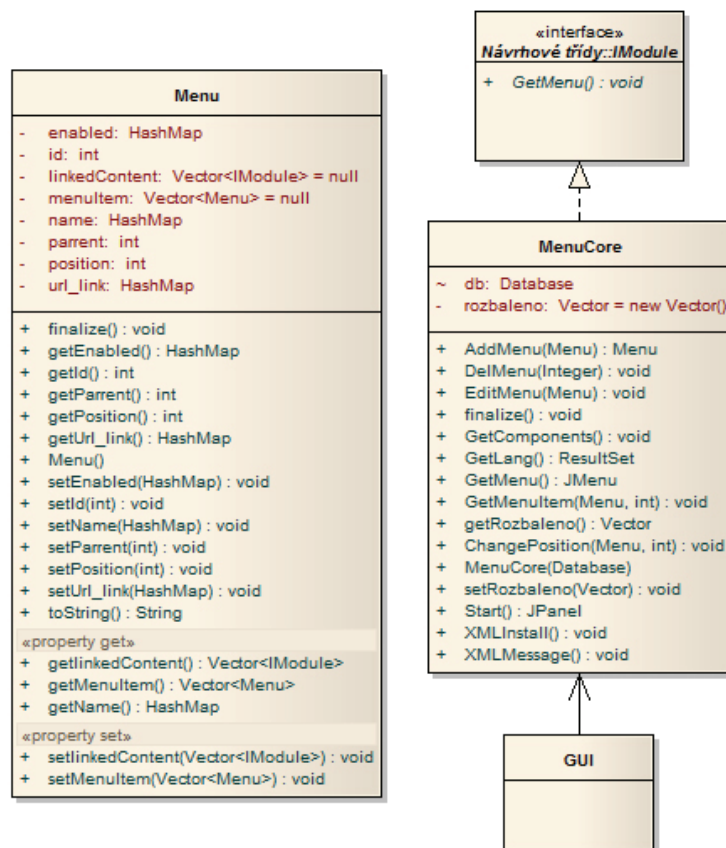 Menu
- enabled: HashMap
- id: int
- linkedContent: Vector<IModule> = null
- menuItem: Vector<Menu> = null
- name: HashMap
- parrent: int
- position: int
- url_link: HashMap
+ finalize() : void
+ getEnabled() : HashMap
+ getId() : int
+ getParrent() : int
+ getPosition() : int
+ getUrl_link() : HashMap
+ Menu()
+ setEnabled(HashMap) : void
+ setId(int) : void
+ setName(HashMap) : void
+ setParrent(int) : void
+ setPosition(int) : void
+ setUrl_link(HashMap) : void
+ toString() : String
«property get»
+ getlinkedContent() : Vector<IModule>
+ getMenuItem() : Vector<Menu>
+ getName() : HashMap
«property set»
+ setlinkedContent(Vector<IModule>) : void
+ setMenuItem(Vector<Menu>) : void
«interface»
Návrhové třídy::IModule
+ GetMenu() : void
MenuCore
~ db: Database
- rozbaleno: Vector = new Vector()
+ AddMenu(Menu) : Menu
+ DelMenu(Integer) : void
+ EditMenu(Menu) : void
+ finalize() : void
+ GetComponents() : void
+ GetLang() : ResultSet
+ GetMenu() : JMenu
+ GetMenuItem(Menu, int) : void
+ getRozbaleno() : Vector
+ ChangePosition(Menu, int) : void
+ MenuCore(Database)
+ setRozbaleno(Vector) : void
+ Start() : JPanel
+ XMLInstall() : void
+ XMLMessage() : void
GUI